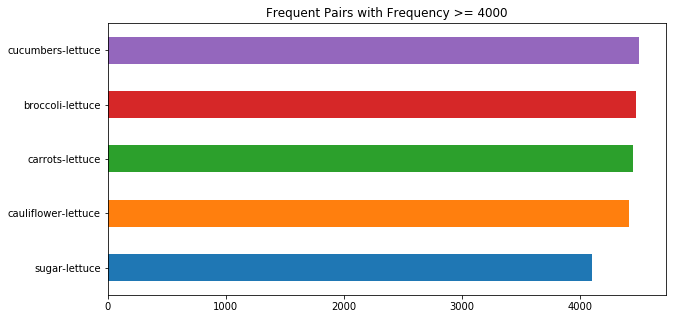 Frequent Pairs with Frequency >= 4000
cucumbers-lettuce
broccoli-lettuce
carrots-lettuce
cauliflower-lettuce
sugar-lettuce
0 1000 2000 3000 4000